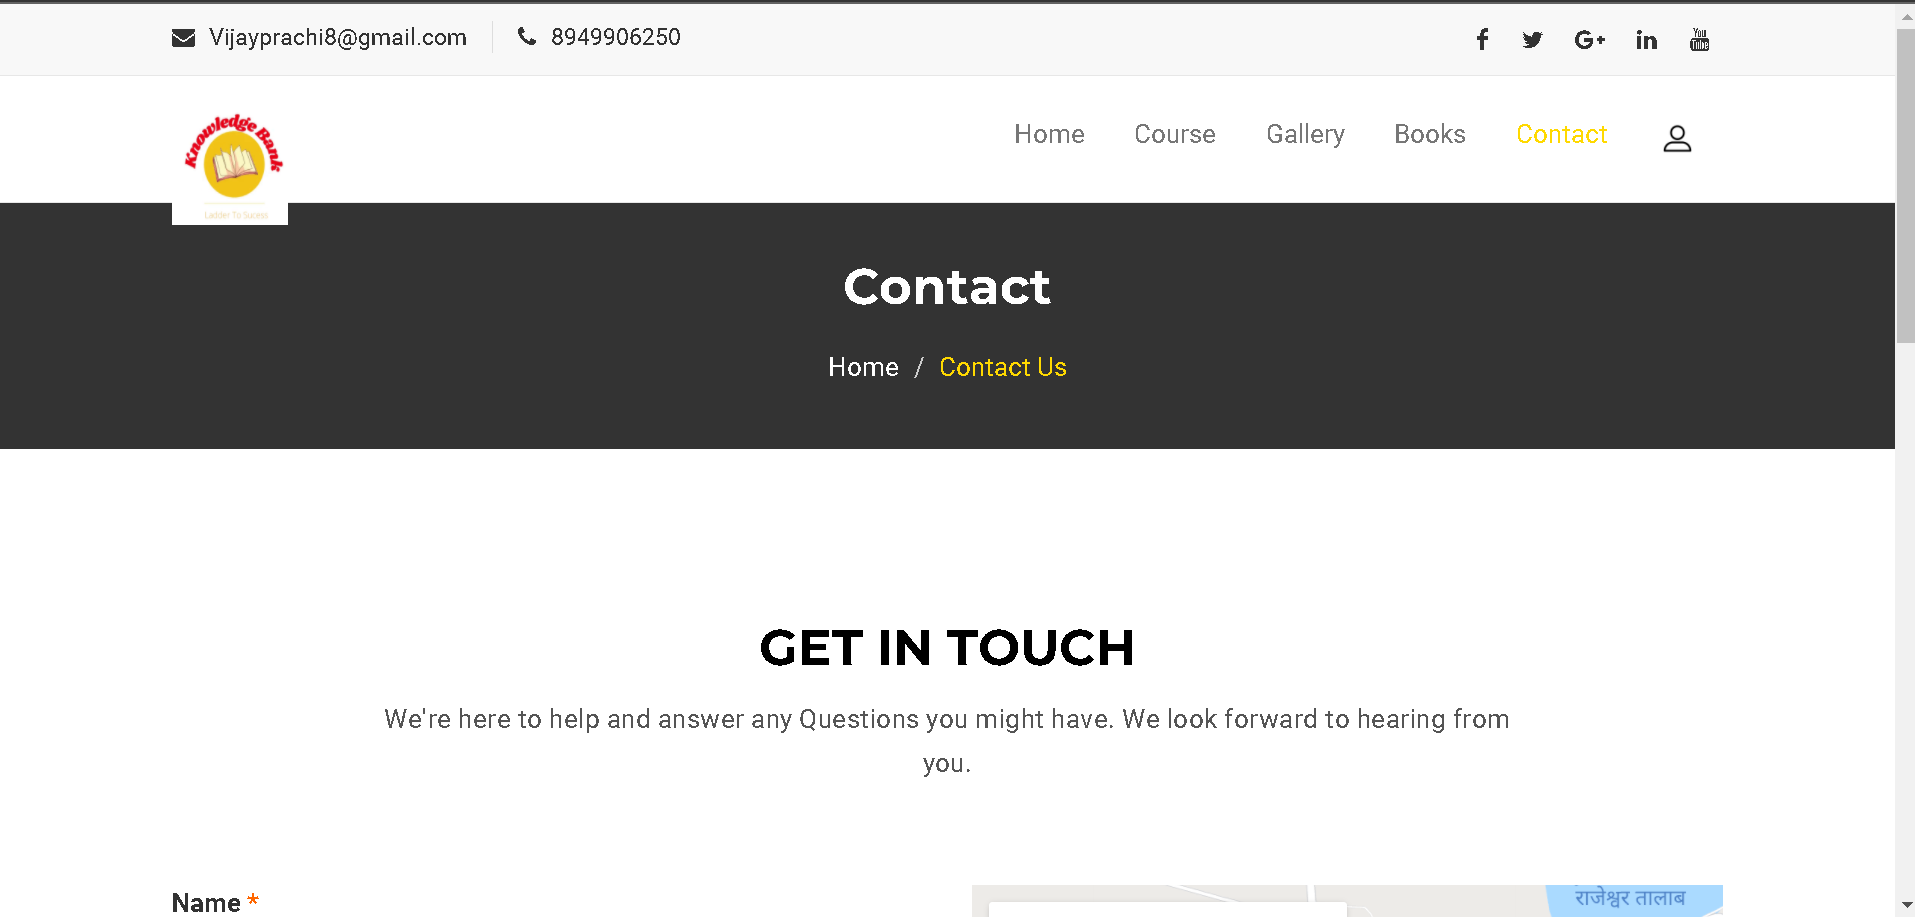 Vijayprachi8@gmail.com
8949906250
You
Tube
Knowledge Bank
Ladder To Sucess
Home
Course
Gallery
Books
Contact
Contact
Home / Contact Us
GET IN TOUCH
We're here to help and answer any Questions you might have. We look forward to hearing from
you.
Name *
राजेश्वर तालाब